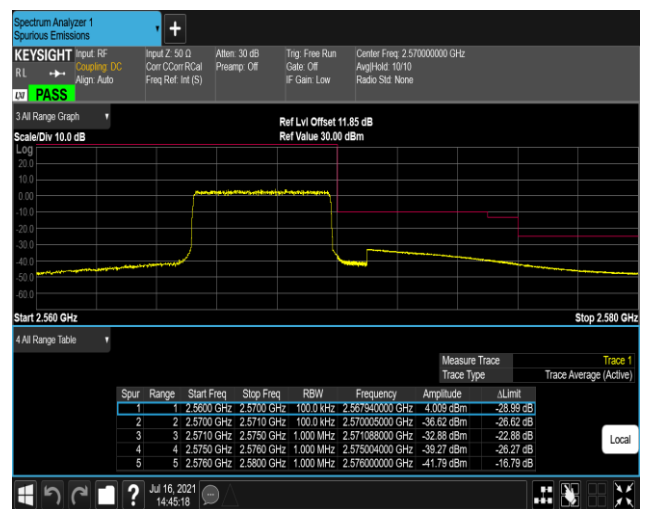 Spectrum Analyzer 1
Spurious Emissions
+
KEYSIGHT Input: RF Input Z: 50 Ω Atten: 30 dB Trig: Free Run Center Freq: 2.570000000 GHz
RL Coupling: DC Corr CCorr RCal Preamp: Off Gate: Off Avg|Hold: 10/10
Align: Auto Freq Ref: Int (S) IF Gain: Low Radio Std: None
LXI PASS
3 All Range Graph
Ref Lvl Offset 11.85 dB
Scale/Div 10.0 dB Ref Value 30.00 dBm
Log
20.0
10.0
0.00
-10.0
-20.0
-30.0
-40.0
-50.0
-60.0
Start 2.560 GHz Stop 2.580 GHz
4 All Range Table
Measure Trace Trace 1
Trace Type Trace Average (Active)
Spur Range Start Freq Stop Freq RBW Frequency Amplitude ΔLimit
1 1 2.5600 GHz 2.5700 GHz 100.0 kHz 2.567940000 GHz 4.009 dBm -28.99 dB
2 2 2.5700 GHz 2.5710 GHz 100.0 kHz 2.570005000 GHz -36.62 dBm -26.62 dB
3 3 2.5710 GHz 2.5750 GHz 1.000 MHz 2.571088000 GHz -32.88 dBm -22.88 dB
4 4 2.5750 GHz 2.5760 GHz 1.000 MHz 2.575004000 GHz -39.27 dBm -26.27 dB
5 5 2.5760 GHz 2.5800 GHz 1.000 MHz 2.576000000 GHz -41.79 dBm -16.79 dB
Local
? Jul 16, 2021
14:45:18